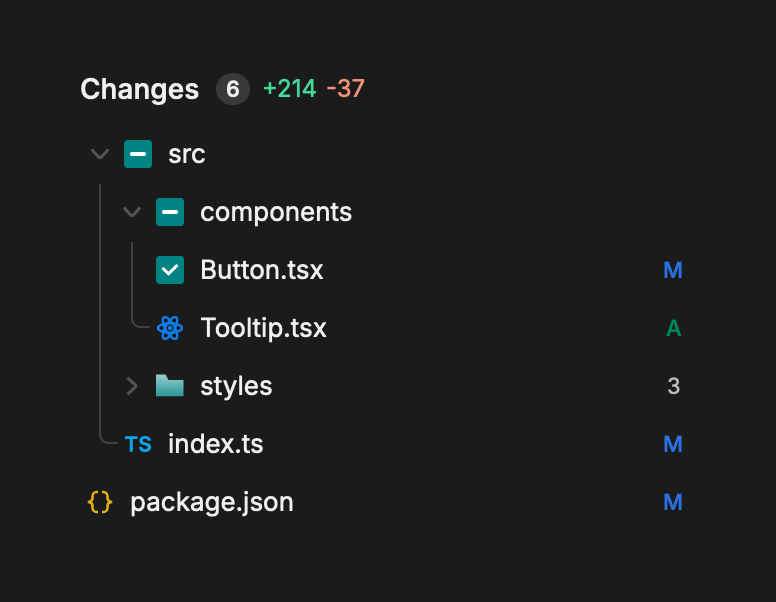 Changes 6 +214 -37
src
components
Button.tsx M
Tooltip.tsx A
styles 3
TS index.ts M
{} package.json M